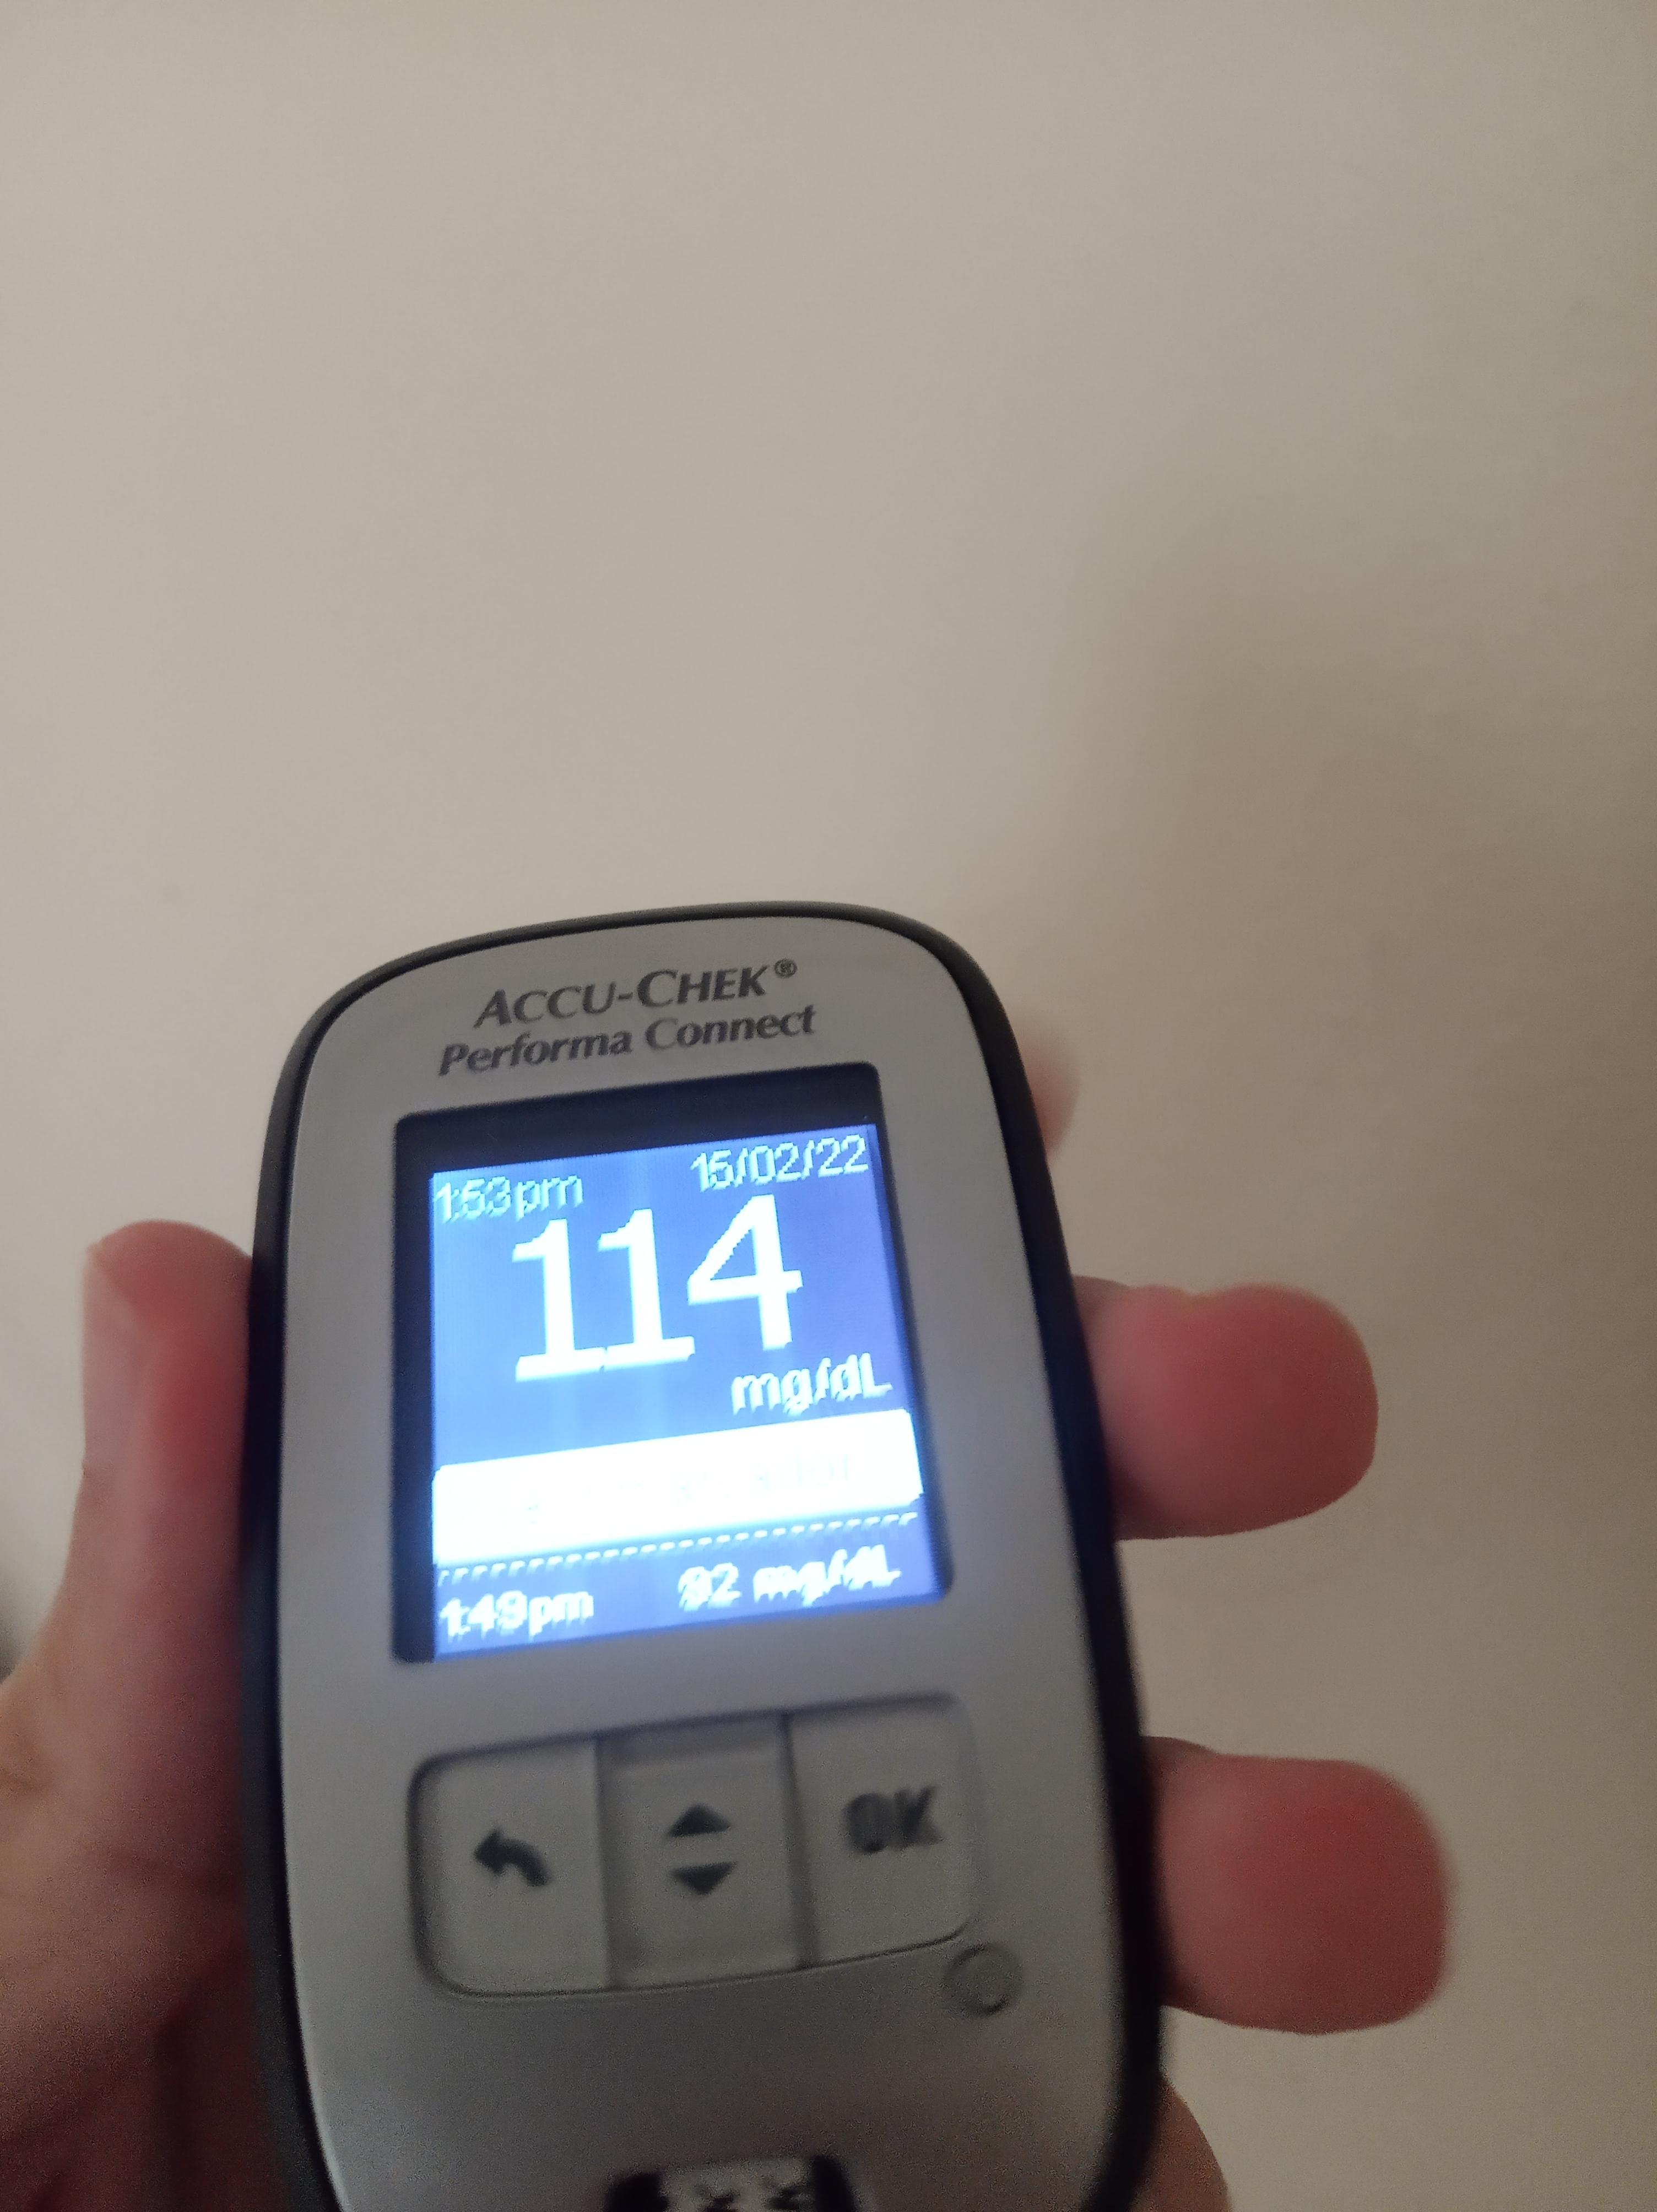 ACCU-CHEK®
Performa Connect
1:53pm 15/02/22
114
mg/dL
1:49pm 92 mg/dL
OK